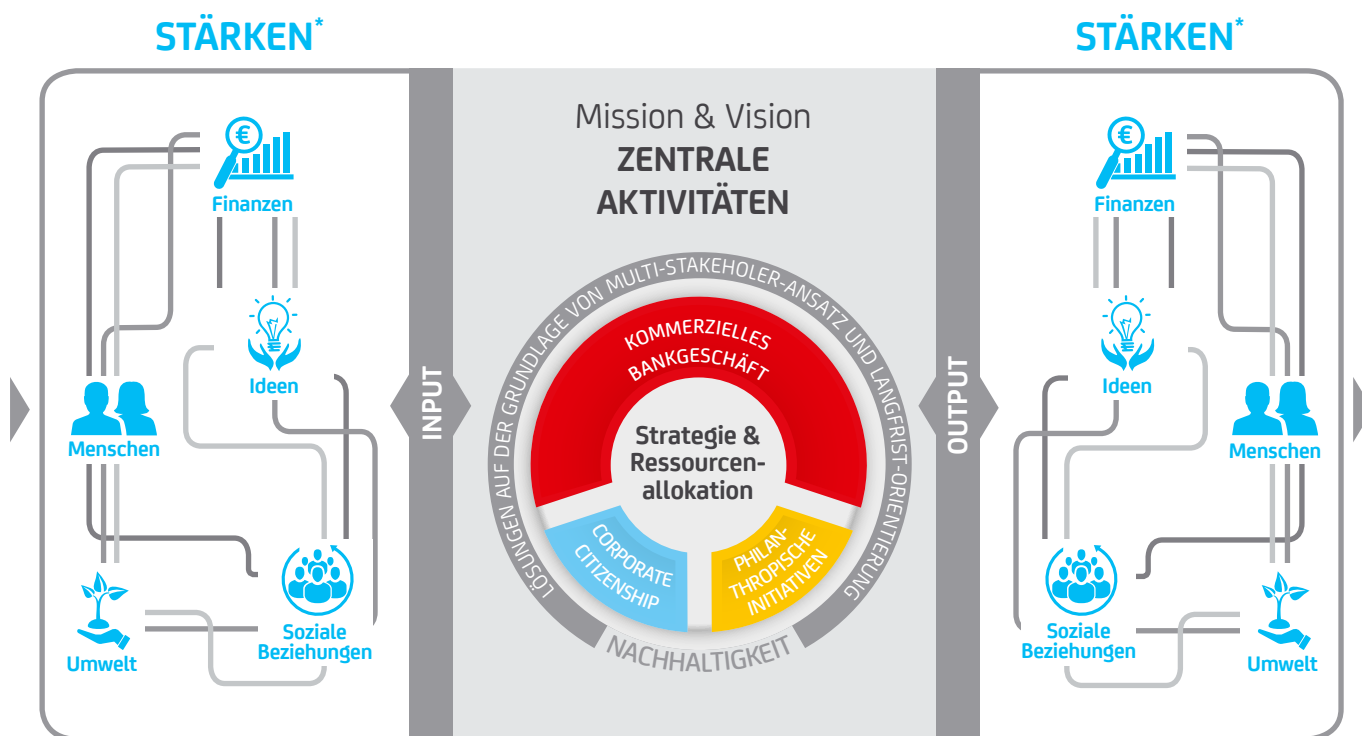 STÄRKEN*
Finanzen
Ideen
Menschen
Soziale
Beziehungen
Umwelt
INPUT
Mission & Vision
ZENTRALE
AKTIVITÄTEN
LÖSUNGEN AUF DER GRUNDLAGE VON MULTI-STAKEHOLER-ANSATZ UND LANGFRIST-ORIENTIERUNG
KOMMERZIELLES
BANKGESCHÄFT
Strategie &
Ressourcen-
allokation
CORPORATE
CITIZENSHIP
PHILAN-
THROPISCHE
INITIATIVEN
NACHHALTIGKEIT
OUTPUT
STÄRKEN*
€
Finanzen
Ideen
Menschen
Soziale
Beziehungen
Umwelt
€